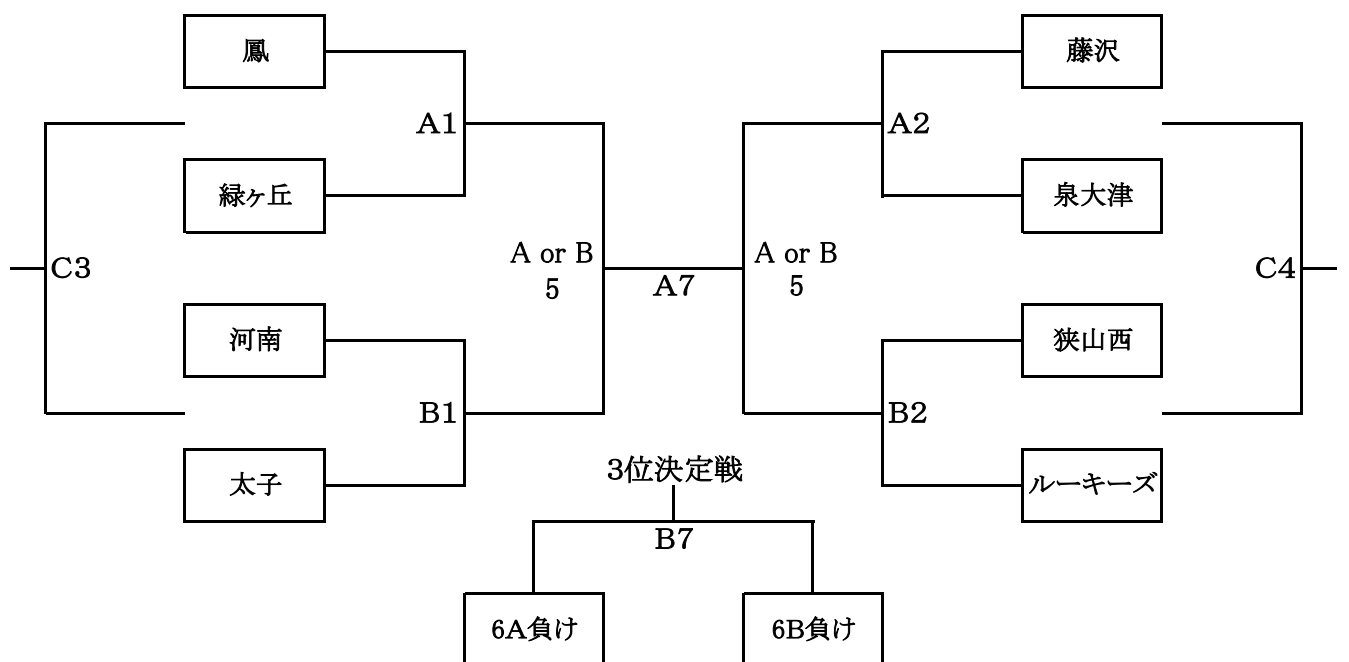 鳳
藤沢
A1
A2
緑ヶ丘
泉大津
A or B
5
A or B
5
C3
A7
C4
河南
狭山西
B1
B2
3位決定戦
太子
ルーキーズ
B7
6A負け
6B負け